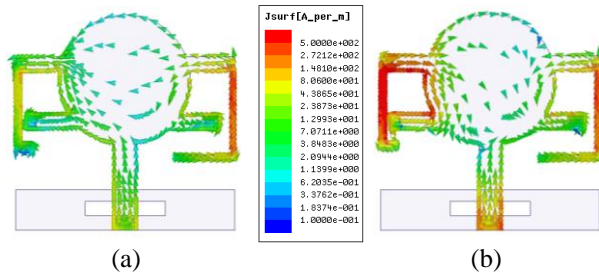 Jsurf[A_per_m]
5.0000e+002
2.7212e+002
1.4810e+002
8.0600e+001
4.3865e+001
2.3873e+001
1.2993e+001
7.0711e+000
3.8483e+000
2.0944e+000
1.1399e+000
6.2035e-001
3.3762e-001
1.8374e-001
1.0000e-001
(a)
(b)